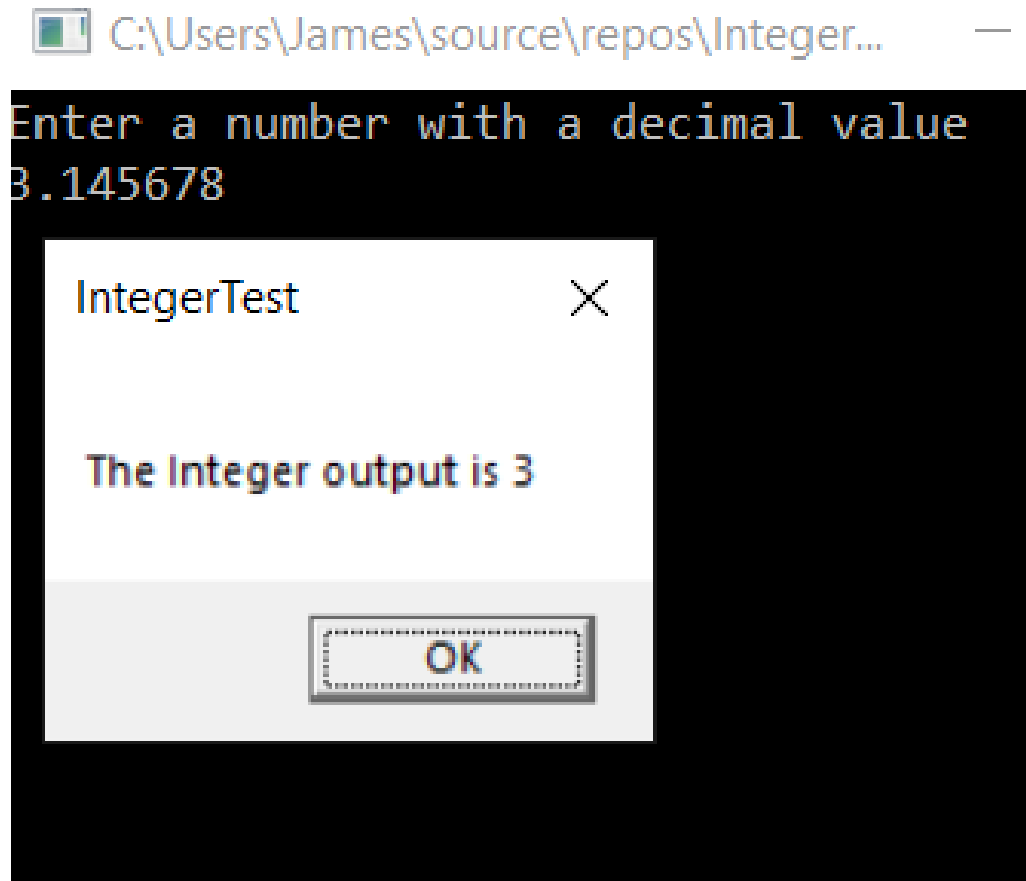 C:\Users\James\source\repos\Integer...
Enter a number with a decimal value
3.145678
IntegerTest
The Integer output is 3
OK